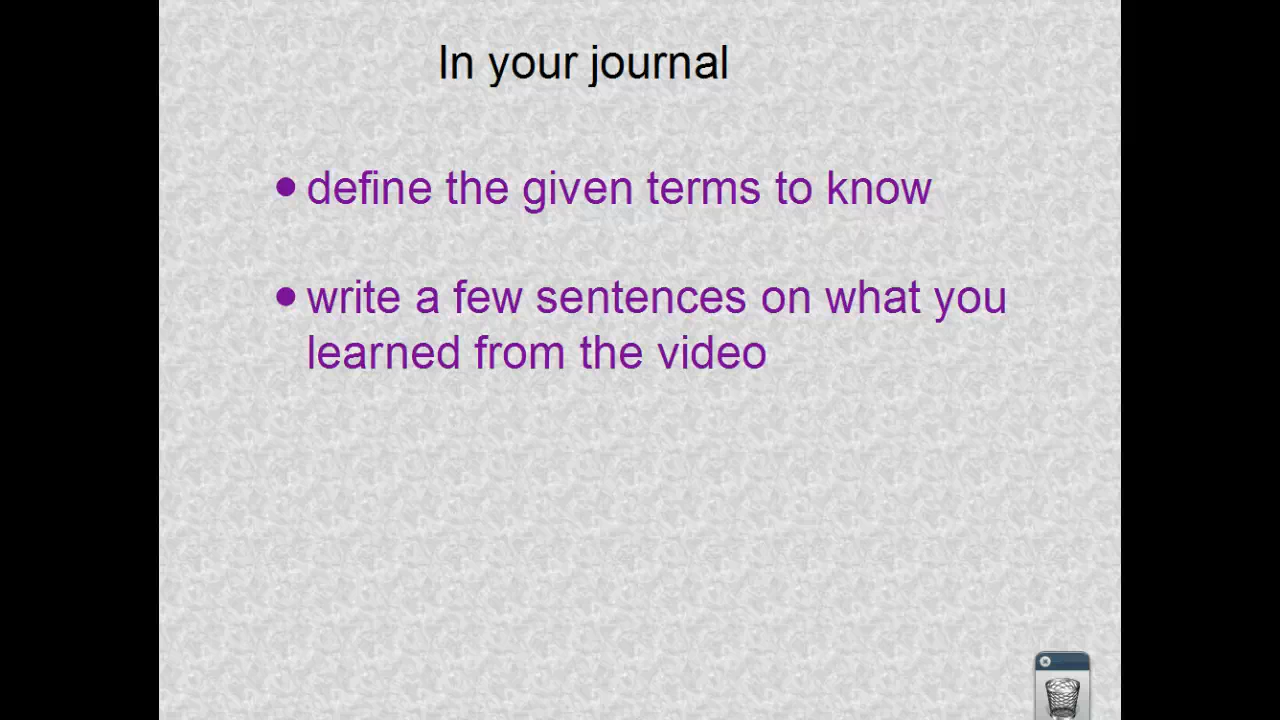 In your journal
• define the given terms to know
• write a few sentences on what you
learned from the video